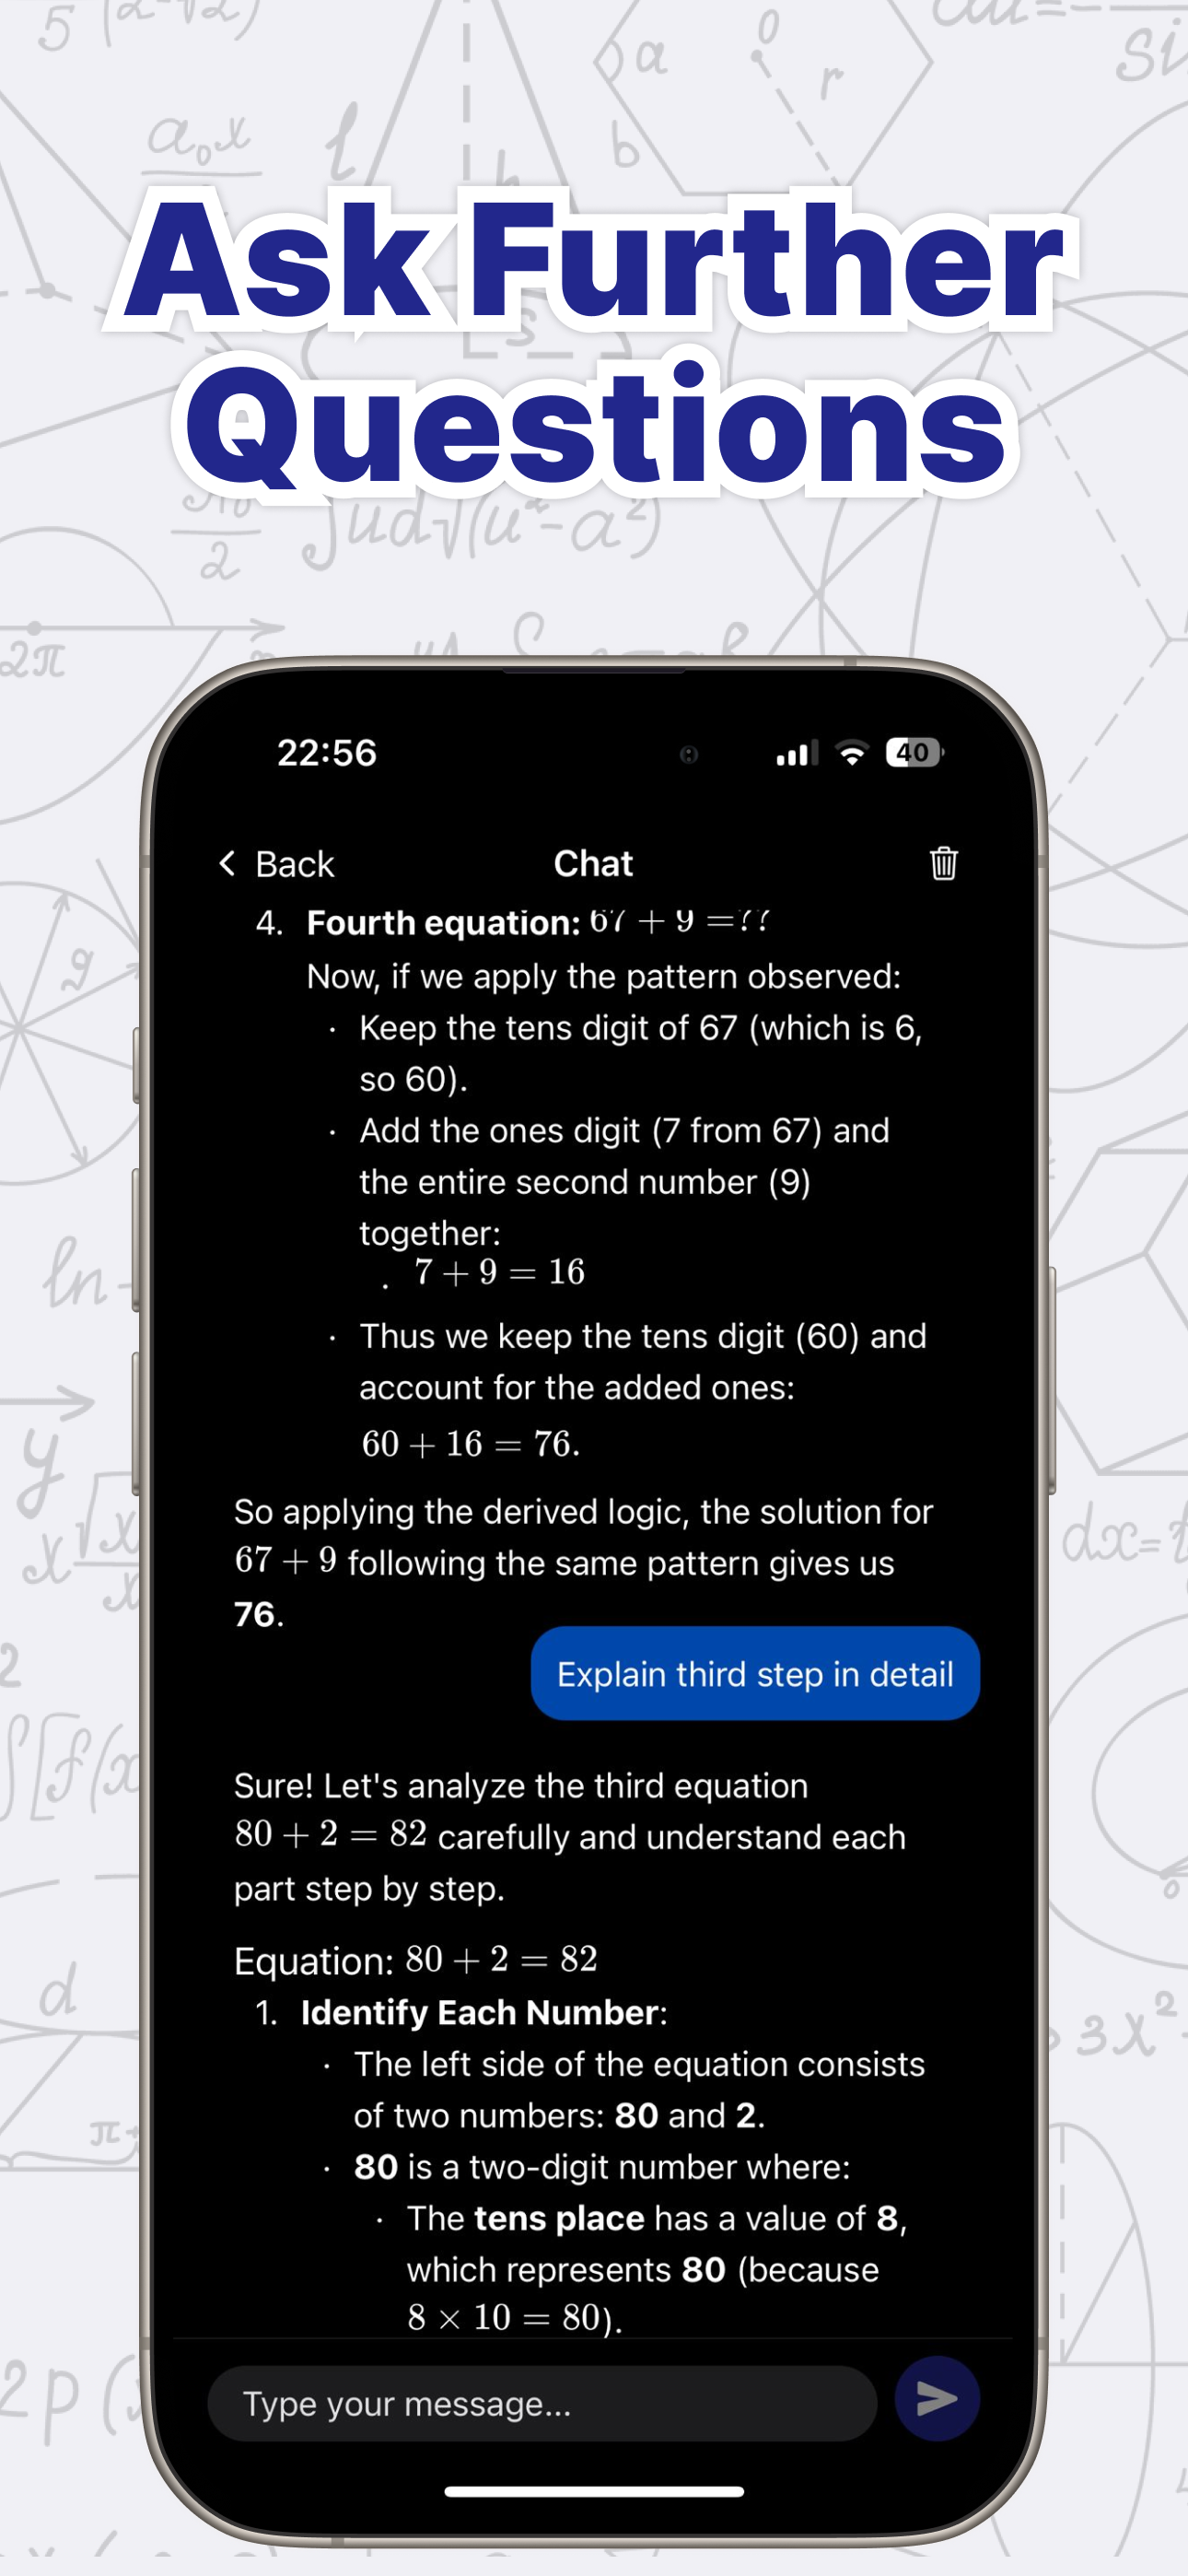 Ask Further
Questions
22:56
40
Back
Chat
4. Fourth equation: 67 + 9 =??
Now, if we apply the pattern observed:
· Keep the tens digit of 67 (which is 6,
so 60).
· Add the ones digit (7 from 67) and
the entire second number (9)
together:
· 7 + 9 = 16
· Thus we keep the tens digit (60) and
account for the added ones:
60 + 16 = 76.
So applying the derived logic, the solution for
67 + 9 following the same pattern gives us
76.
Explain third step in detail
Sure! Let's analyze the third equation
80 + 2 = 82 carefully and understand each
part step by step.
Equation: 80 + 2 = 82
1. Identify Each Number:
· The left side of the equation consists
of two numbers: 80 and 2.
· 80 is a two-digit number where:
· The tens place has a value of 8,
which represents 80 (because
8 × 10 = 80).
Type your message...